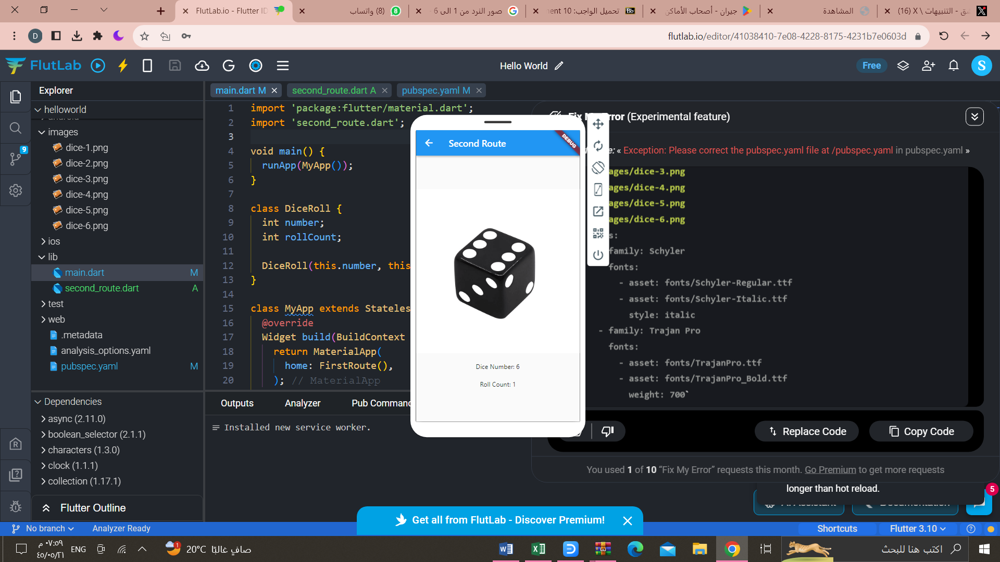 FlutLab.io - Flutter ID
(8) واتساب
صور النرد من 1 الى 6 -
تحميل الواجب: 10 ment
جيران - أصحاب الأماكن
المشاهدة
شق - التنبيهات \ X (16)
D
flutlab.io/editor/41038410-7e08-4228-8175-4231b7e0603d
FlutLab
Hello World
Free
S
Explorer
main.dart M
second_route.dart A
pubspec.yaml M
helloworld
android
images
dice-1.png
dice-2.png
dice-3.png
9
dice-4.png
dice-5.png
dice-6.png
ios
lib
main.dart M
second_route.dart A
test
web
.metadata
analysis_options.yaml
pubspec.yaml M
Dependencies
async (2.11.0)
boolean_selector (2.1.1)
characters (1.3.0)
clock (1.1.1)
collection (1.17.1)
Flutter Outline
1 import 'package:flutter/material.dart';
2 import 'second_route.dart';
3
4 void main() {
5 runApp(MyApp());
6 }
7
8 class DiceRoll {
9 int number;
10 int rollCount;
11
12 DiceRoll(this.number, this
13 }
14
15 class MyApp extends Stateles
16 @override
17 Widget build(BuildContext
18 return MaterialApp(
19 home: FirstRoute(),
20 ); // MaterialApp
Outputs Analyzer Pub Command
Installed new service worker.
Second Route
DEBUG
Dice Number: 6
Roll Count: 1
Fix My Error (Experimental feature)
: « Exception: Please correct the pubspec.yaml file at /pubspec.yaml in pubspec.yaml »
ages/dice-3.png
ages/dice-4.png
ages/dice-5.png
ages/dice-6.png
s:
family: Schyler
fonts:
- asset: fonts/Schyler-Regular.ttf
- asset: fonts/Schyler-Italic.ttf
style: italic
- family: Trajan Pro
fonts:
- asset: fonts/TrajanPro.ttf
- asset: fonts/TrajanPro_Bold.ttf
weight: 700`
Replace Code
Copy Code
You used 1 of 10 “Fix My Error” requests this month. Go Premium to get more requests
longer than hot reload.
5
AI Assistant
Documentation
Get all from FlutLab - Discover Premium!
No branch
Analyzer Ready
Shortcuts
Flutter 3.10
٠٧:٥٩ م
٤٥/٠٥/٢١
ENG
1
20°C صافٍ غالبًا
اكتب هنا للبحث